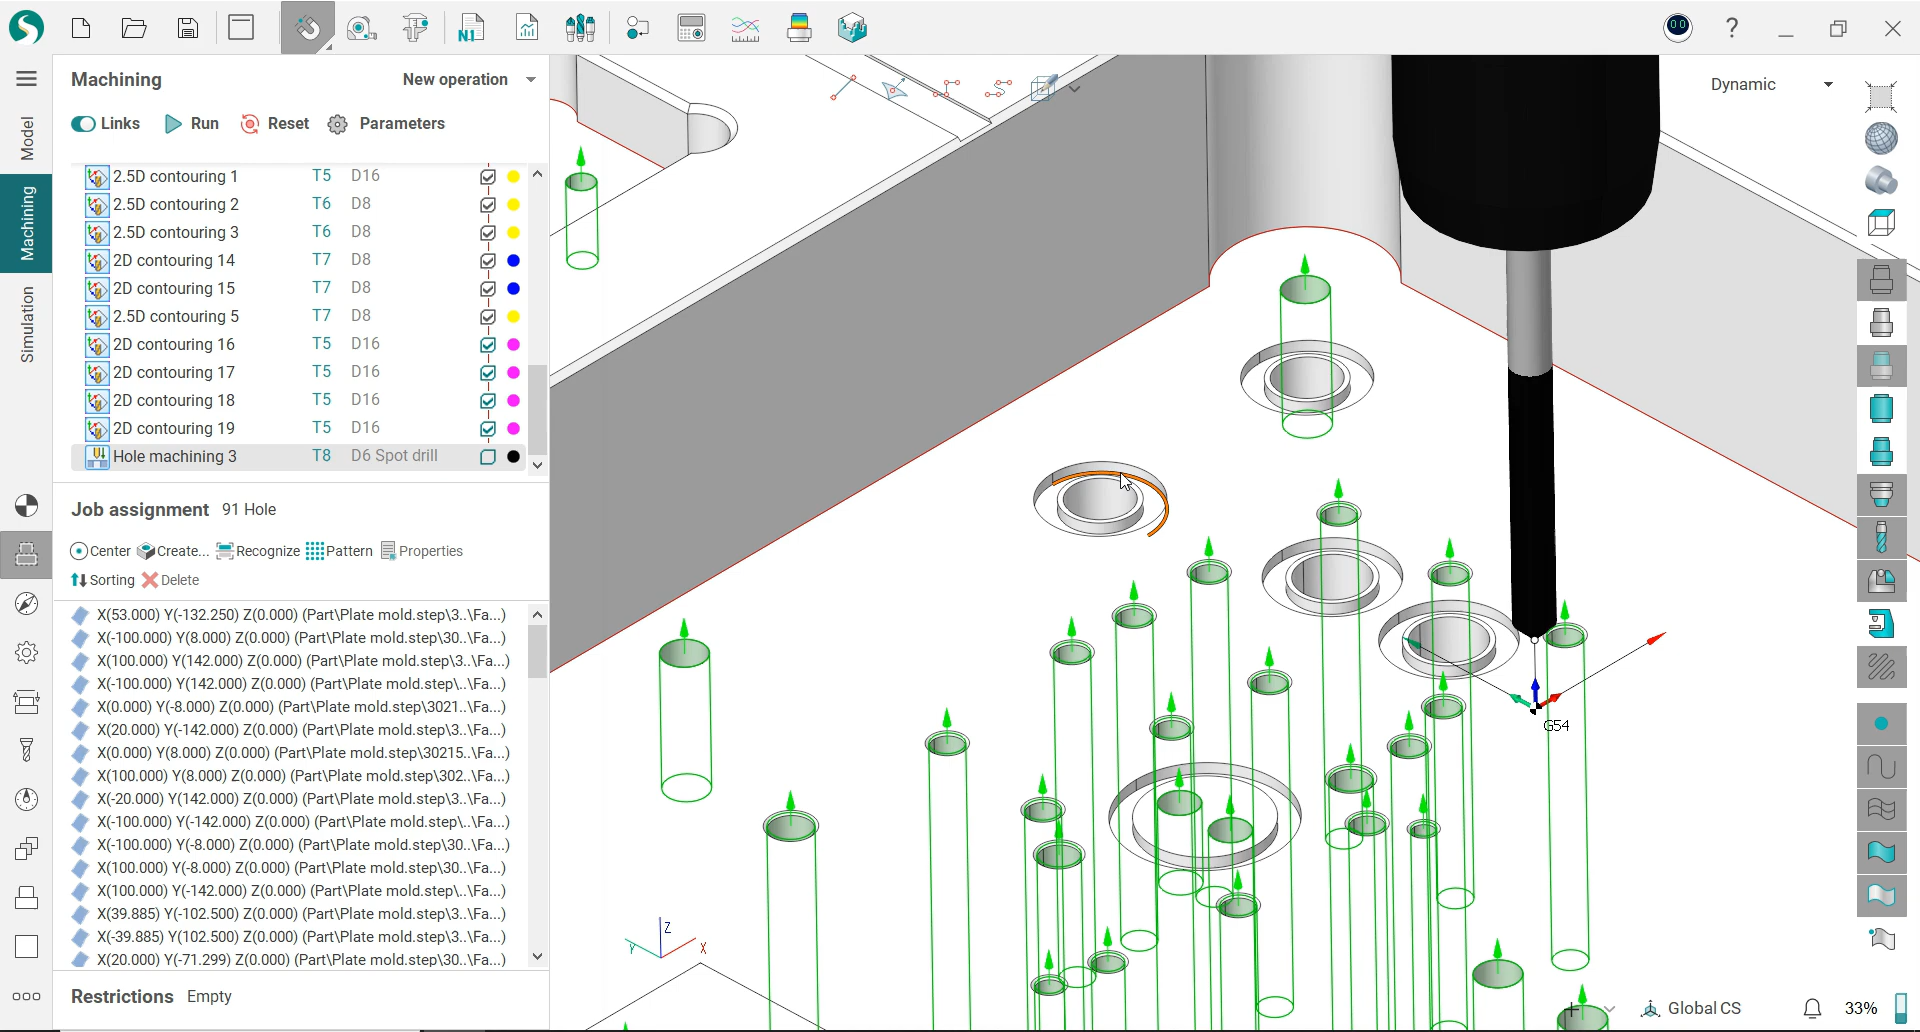 N1
?
Machining
New operation
Dynamic
Links
Run
Reset
Parameters
Model
Machining
Simulation
2.5D contouring 1 T5 D16
2.5D contouring 2 T6 D8
2.5D contouring 3 T6 D8
2D contouring 14 T7 D8
2D contouring 15 T7 D8
2.5D contouring 5 T7 D8
2D contouring 16 T5 D16
2D contouring 17 T5 D16
2D contouring 18 T5 D16
2D contouring 19 T5 D16
Hole machining 3 T8 D6 Spot drill
Job assignment 91 Hole
Center Create... Recognize Pattern Properties
Sorting Delete
X(53.000) Y(-132.250) Z(0.000) (Part\Plate mold.step\3..\Fa...)
X(-100.000) Y(8.000) Z(0.000) (Part\Plate mold.step\30..\Fa...)
X(100.000) Y(142.000) Z(0.000) (Part\Plate mold.step\3..\Fa...)
X(-100.000) Y(142.000) Z(0.000) (Part\Plate mold.step\..\Fa...)
X(0.000) Y(-8.000) Z(0.000) (Part\Plate mold.step\3021..\Fa...)
X(20.000) Y(-142.000) Z(0.000) (Part\Plate mold.step\3..\Fa...)
X(0.000) Y(8.000) Z(0.000) (Part\Plate mold.step\30215..\Fa...)
X(100.000) Y(8.000) Z(0.000) (Part\Plate mold.step\302..\Fa...)
X(-20.000) Y(142.000) Z(0.000) (Part\Plate mold.step\3..\Fa...)
X(-100.000) Y(-142.000) Z(0.000) (Part\Plate mold.step\..\Fa...)
X(-100.000) Y(-8.000) Z(0.000) (Part\Plate mold.step\30..\Fa...)
X(100.000) Y(-8.000) Z(0.000) (Part\Plate mold.step\30..\Fa...)
X(100.000) Y(-142.000) Z(0.000) (Part\Plate mold.step\..\Fa...)
X(39.885) Y(-102.500) Z(0.000) (Part\Plate mold.step\3..\Fa...)
X(-39.885) Y(102.500) Z(0.000) (Part\Plate mold.step\3..\Fa...)
X(20.000) Y(-71.299) Z(0.000) (Part\Plate mold.step\30..\Fa...)
Restrictions Empty
G54
Z
Y
X
Global CS
33%